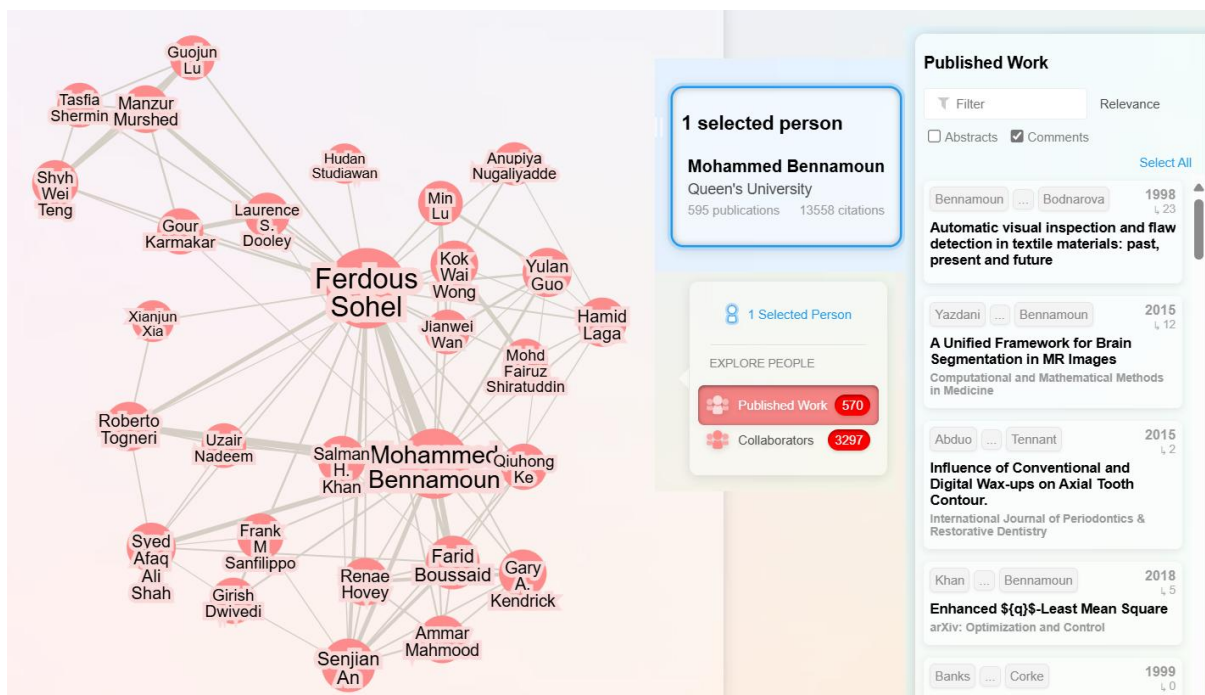 Guojun
Lu
Tasfia
Shermin
Manzur
Murshed
Shyh
Wei
Teng
Gour
Karmakar
Laurence
S.
Dooley
Hudan
Studiawan
Anupiya
Nugaliyadde
Min
Lu
Ferdous
Sohel
Kok
Wai
Wong
Yulan
Guo
Xianjun
Xia
Jianwei
Wan
Hamid
Laga
Mohd
Fairuz
Shiratuddin
Roberto
Togneri
Uzair
Nadeem
Salman
H.
Khan
Mohammed
Bennamoun
Qiuhong
Ke
Syed
Afaq
Ali
Shah
Frank
M
Sanfilippo
Girish
Dwivedi
Renae
Hovey
Farid
Boussaid
Gary
A.
Kendrick
Ammar
Mahmood
Senjian
An
1 selected person
Mohammed Bennamoun
Queen's University
595 publications 13558 citations
1 Selected Person
EXPLORE PEOPLE
Published Work 570
Collaborators 3297
Published Work
Filter Relevance
Abstracts Comments
Select All
Bennamoun ... Bodnarova 1998
23
Automatic visual inspection and flaw
detection in textile materials: past,
present and future
Yazdani ... Bennamoun 2015
12
A Unified Framework for Brain
Segmentation in MR Images
Computational and Mathematical Methods
in Medicine
Abduo ... Tennant 2015
2
Influence of Conventional and
Digital Wax-ups on Axial Tooth
Contour.
International Journal of Periodontics &
Restorative Dentistry
Khan ... Bennamoun 2018
5
Enhanced ${q}$-Least Mean Square
arXiv: Optimization and Control
Banks ... Corke 1999
0